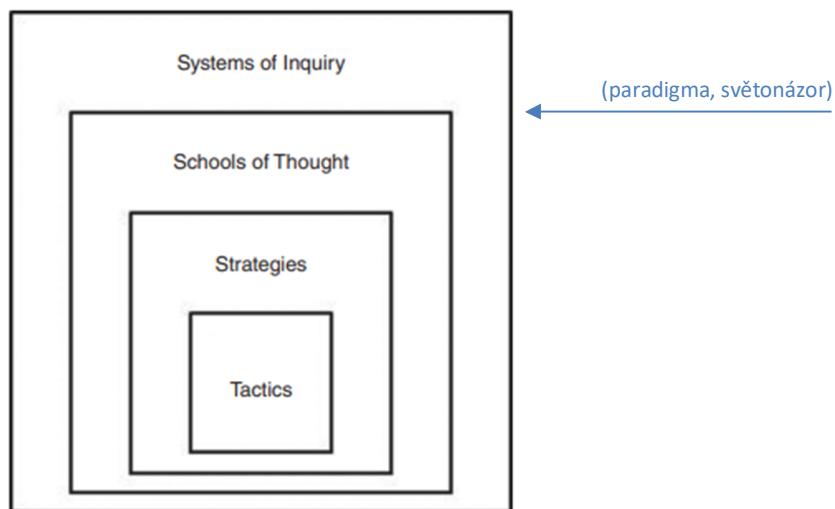 Systems of Inquiry
(paradigma, světonázor)
Schools of Thought
Strategies
Tactics